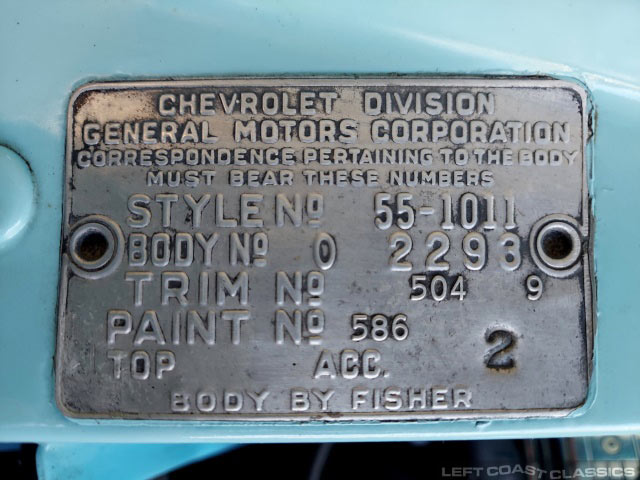 CHEVROLET DIVISION
GENERAL MOTORS CORPORATION
CORRESPONDENCE PERTAINING TO THE BODY
MUST BEAR THESE NUMBERS
STYLE Nº 55-1011
BODY Nº O 2293
TRIM Nº 504 9
PAINT Nº 586
TOP ACC. 2
BODY BY FISHER
LEFT COAST CLASSICS